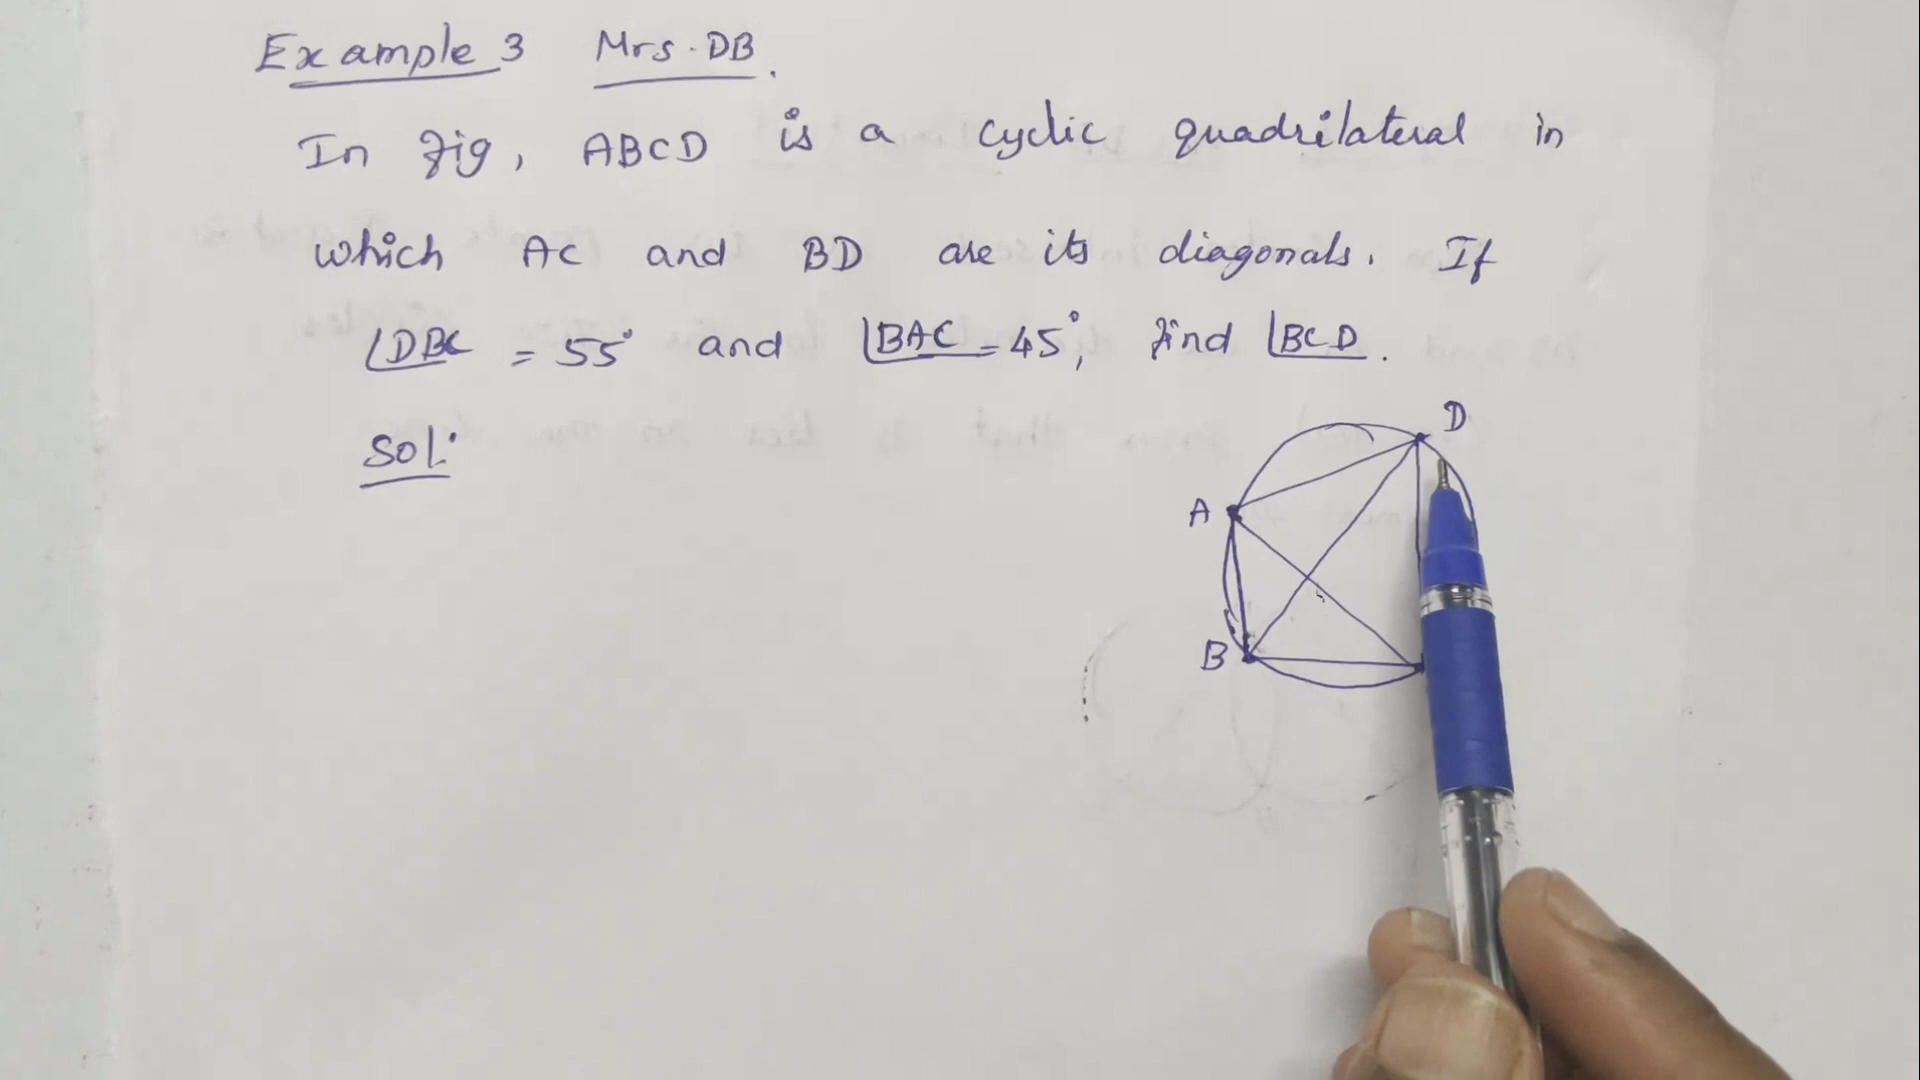 Example 3 Mrs. DB.
In fig, ABCD is a cyclic quadrilateral in
which AC and BD are its diagonals. If
∠DBC = 55° and ∠BAC = 45°, find ∠BCD.
Sol:
D
A
B